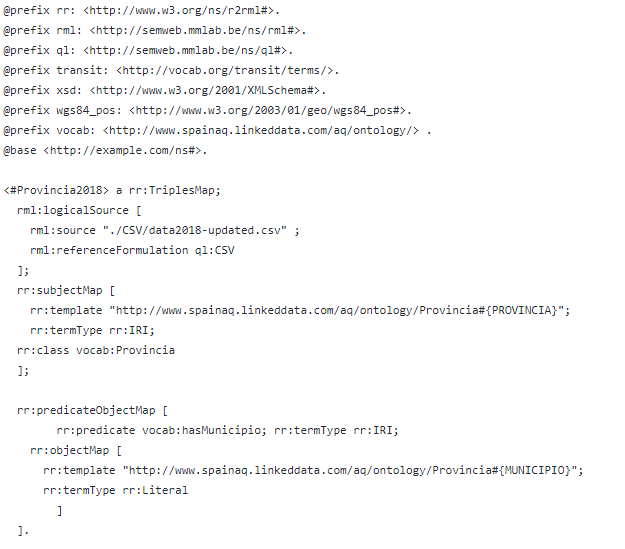 @prefix rr: <http://www.w3.org/ns/r2rml#>.
@prefix rml: <http://semweb.mmlab.be/ns/rml#>.
@prefix ql: <http://semweb.mmlab.be/ns/ql#>.
@prefix transit: <http://vocab.org/transit/terms/>.
@prefix xsd: <http://www.w3.org/2001/XMLSchema#>.
@prefix wgs84_pos: <http://www.w3.org/2003/01/geo/wgs84_pos#>.
@prefix vocab: <http://www.spainaq.linkeddata.com/aq/ontology/> .
@base <http://example.com/ns#>.

<#Provincia2018> a rr:TriplesMap;
  rml:logicalSource [
    rml:source "./CSV/data2018-updated.csv" ;
    rml:referenceFormulation ql:CSV
  ];
  rr:subjectMap [
    rr:template "http://www.spainaq.linkeddata.com/aq/ontology/Provincia#{PROVINCIA}";
    rr:termType rr:IRI;
  rr:class vocab:Provincia
  ];

  rr:predicateObjectMap [
        rr:predicate vocab:hasMunicipio; rr:termType rr:IRI;
    rr:objectMap [
      rr:template "http://www.spainaq.linkeddata.com/aq/ontology/Provincia#{MUNICIPIO}";
      rr:termType rr:Literal
        ]
  ].